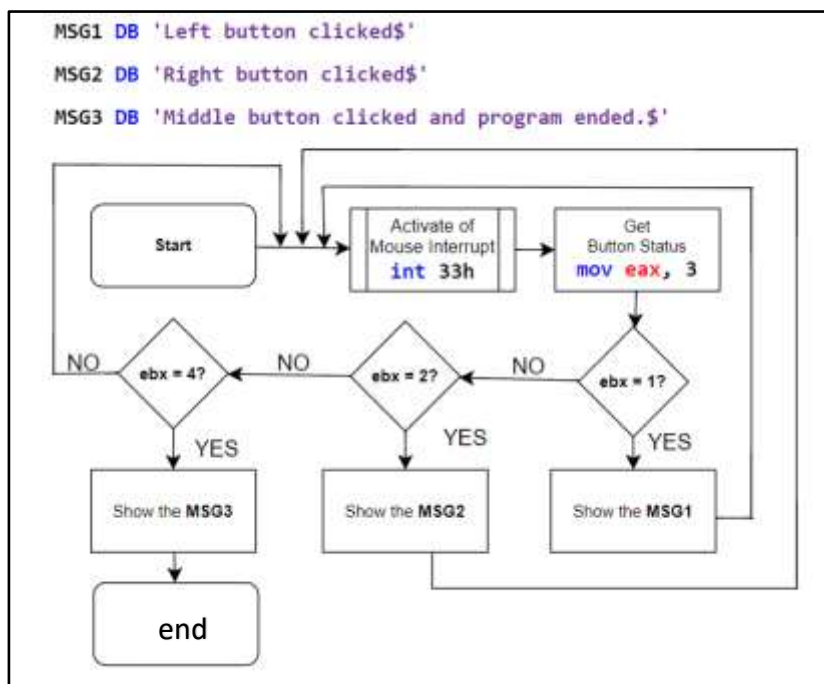 MSG1 DB 'Left button clicked$'
MSG2 DB 'Right button clicked$'
MSG3 DB 'Middle button clicked and program ended.$'
Start
Activate of
Mouse Interrupt
int 33h
Get
Button Status
mov eax, 3
ebx = 1?
NO
ebx = 2?
NO
ebx = 4?
NO
YES
YES
YES
Show the MSG3
Show the MSG2
Show the MSG1
end